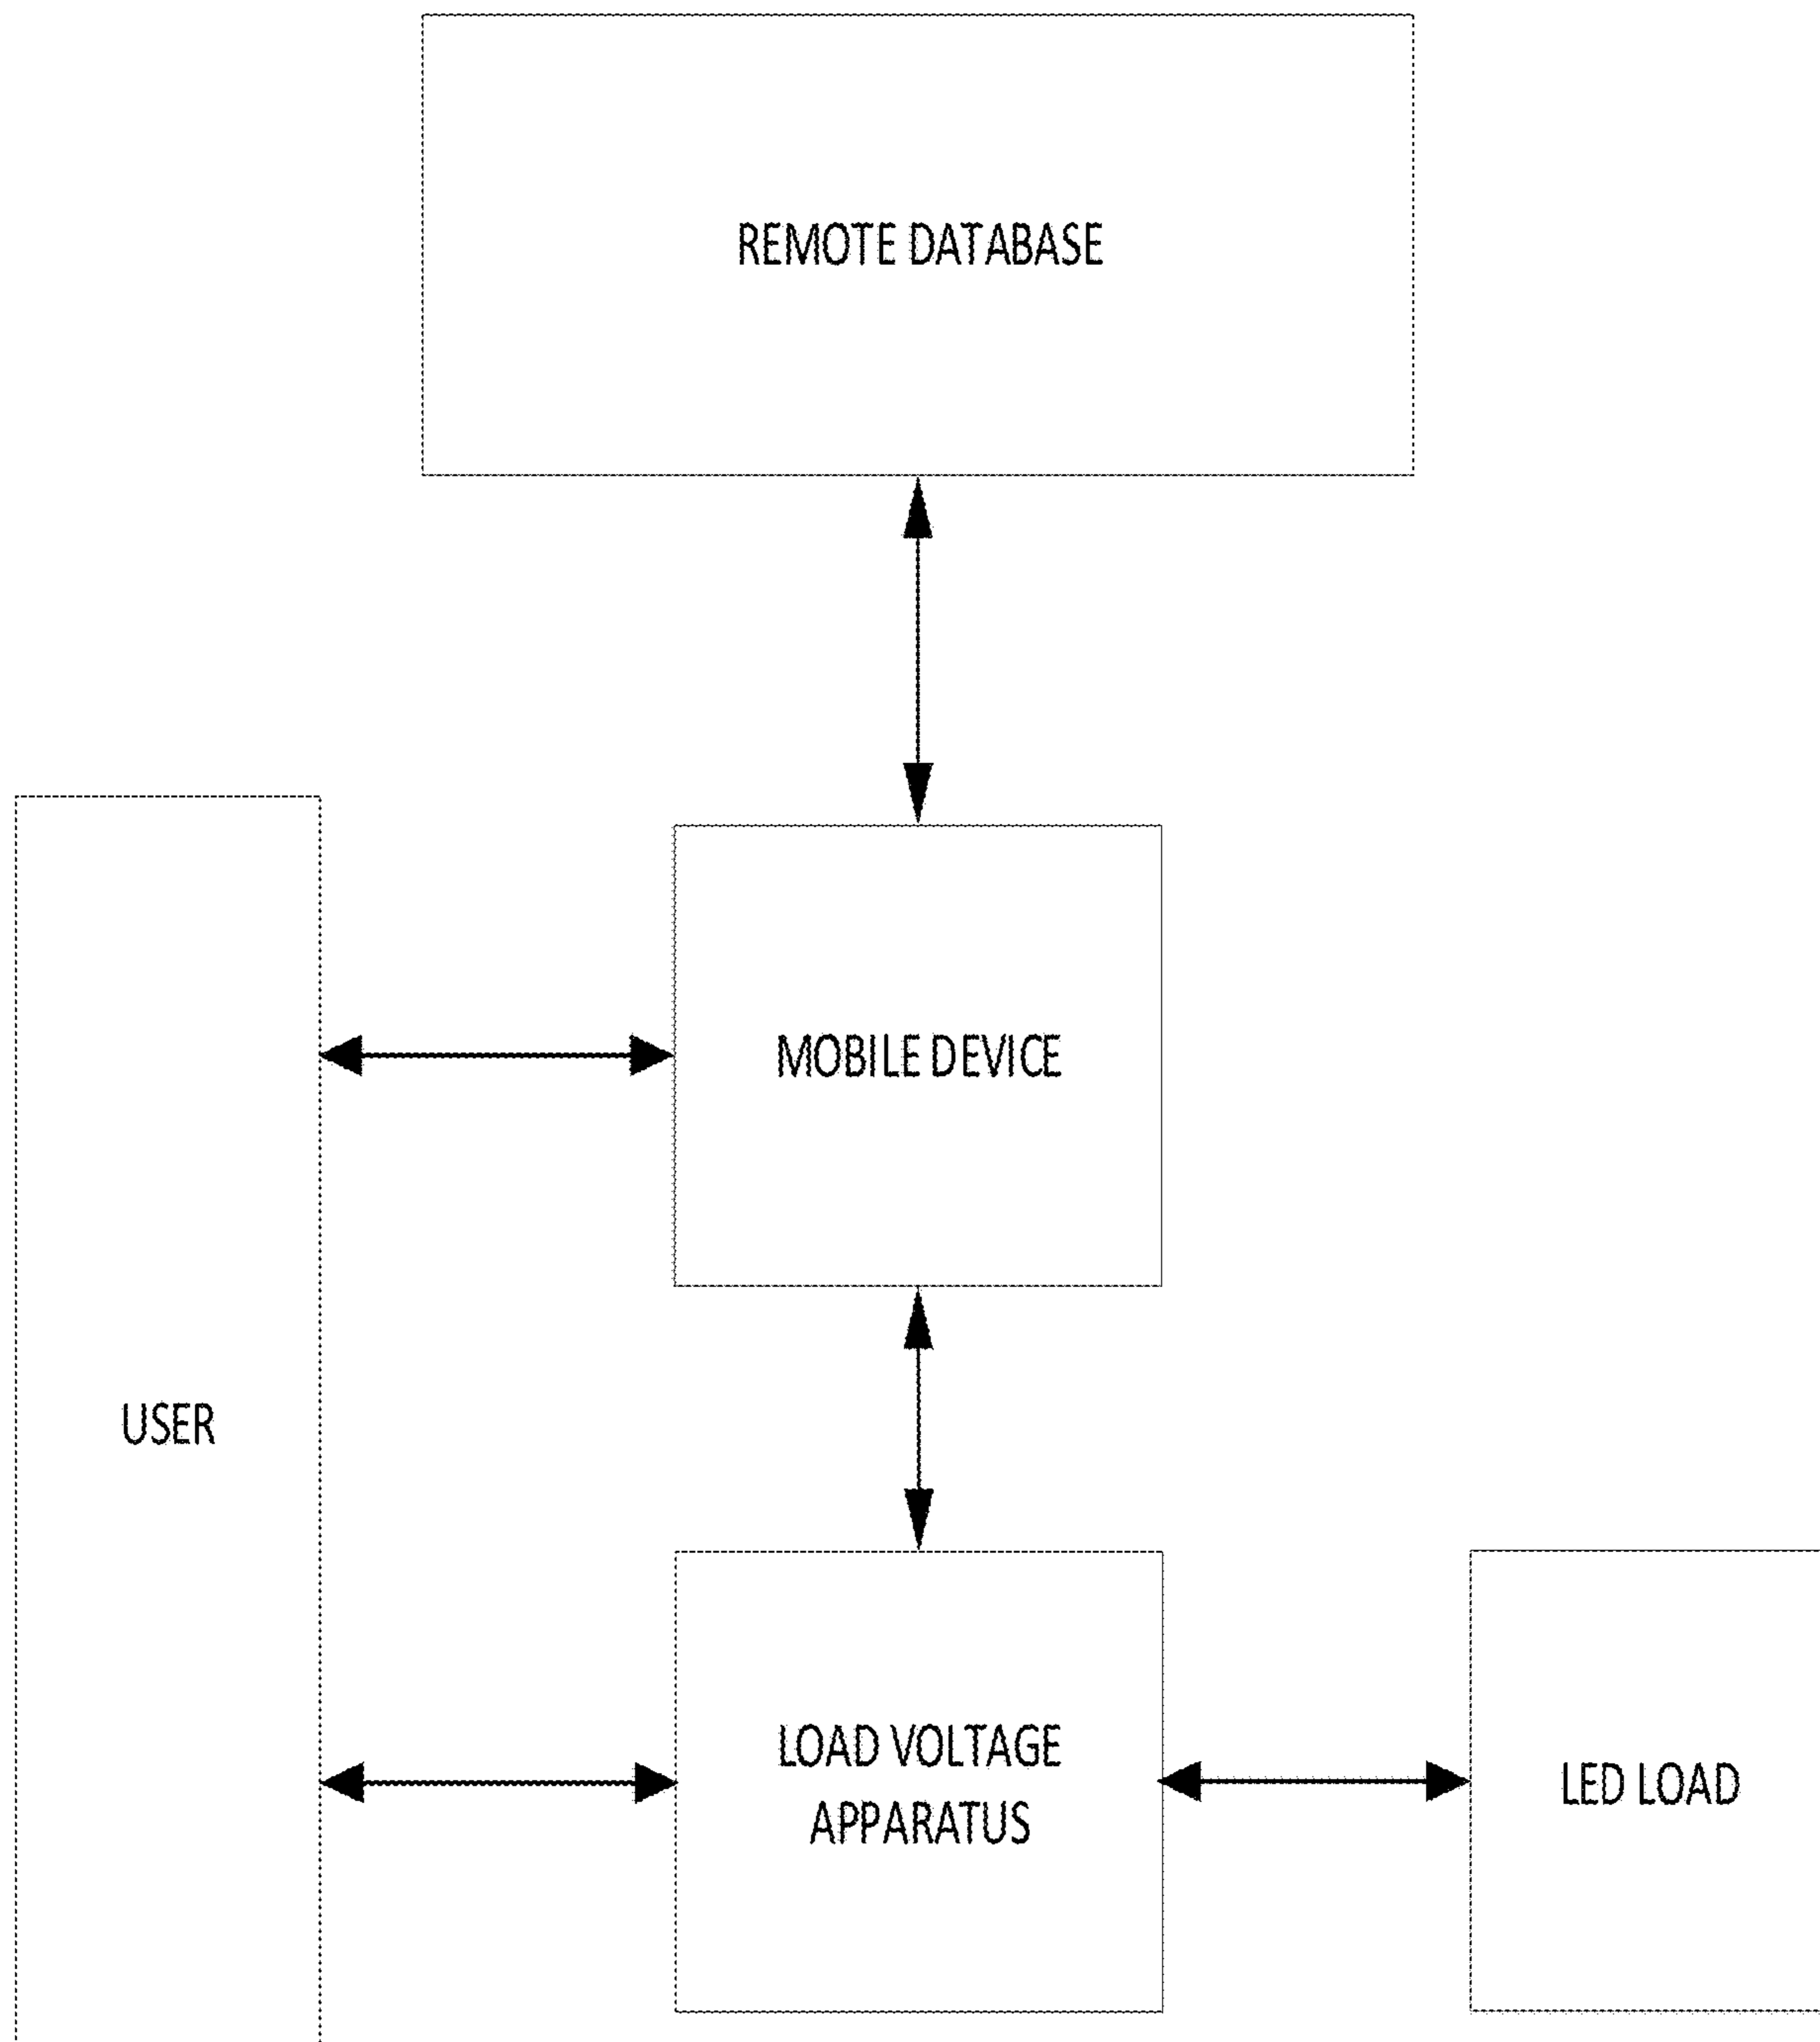 REMOTE DATABASE
MOBILE DEVICE
USER
LOAD VOLTAGE
APPARATUS
LED LOAD